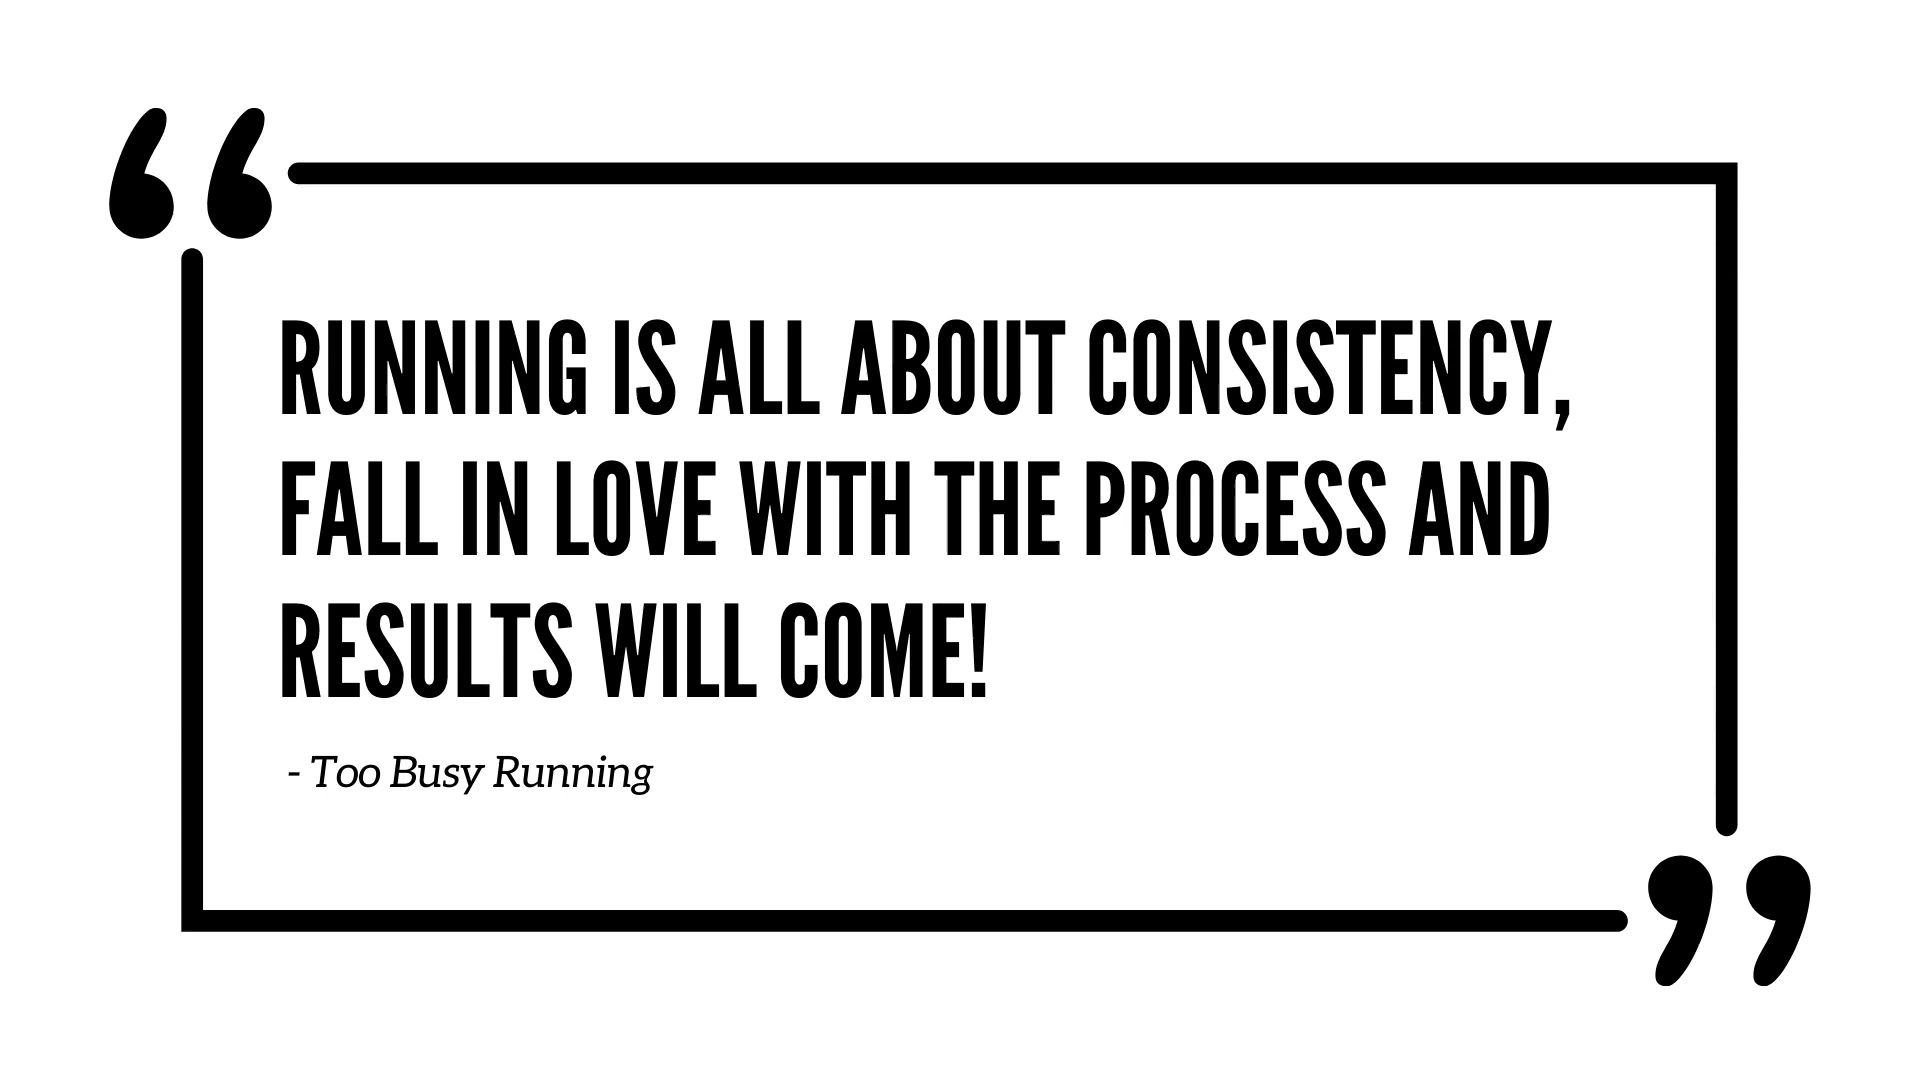 RUNNING IS ALL ABOUT CONSISTENCY,
FALL IN LOVE WITH THE PROCESS AND
RESULTS WILL COME!
- Too Busy Running